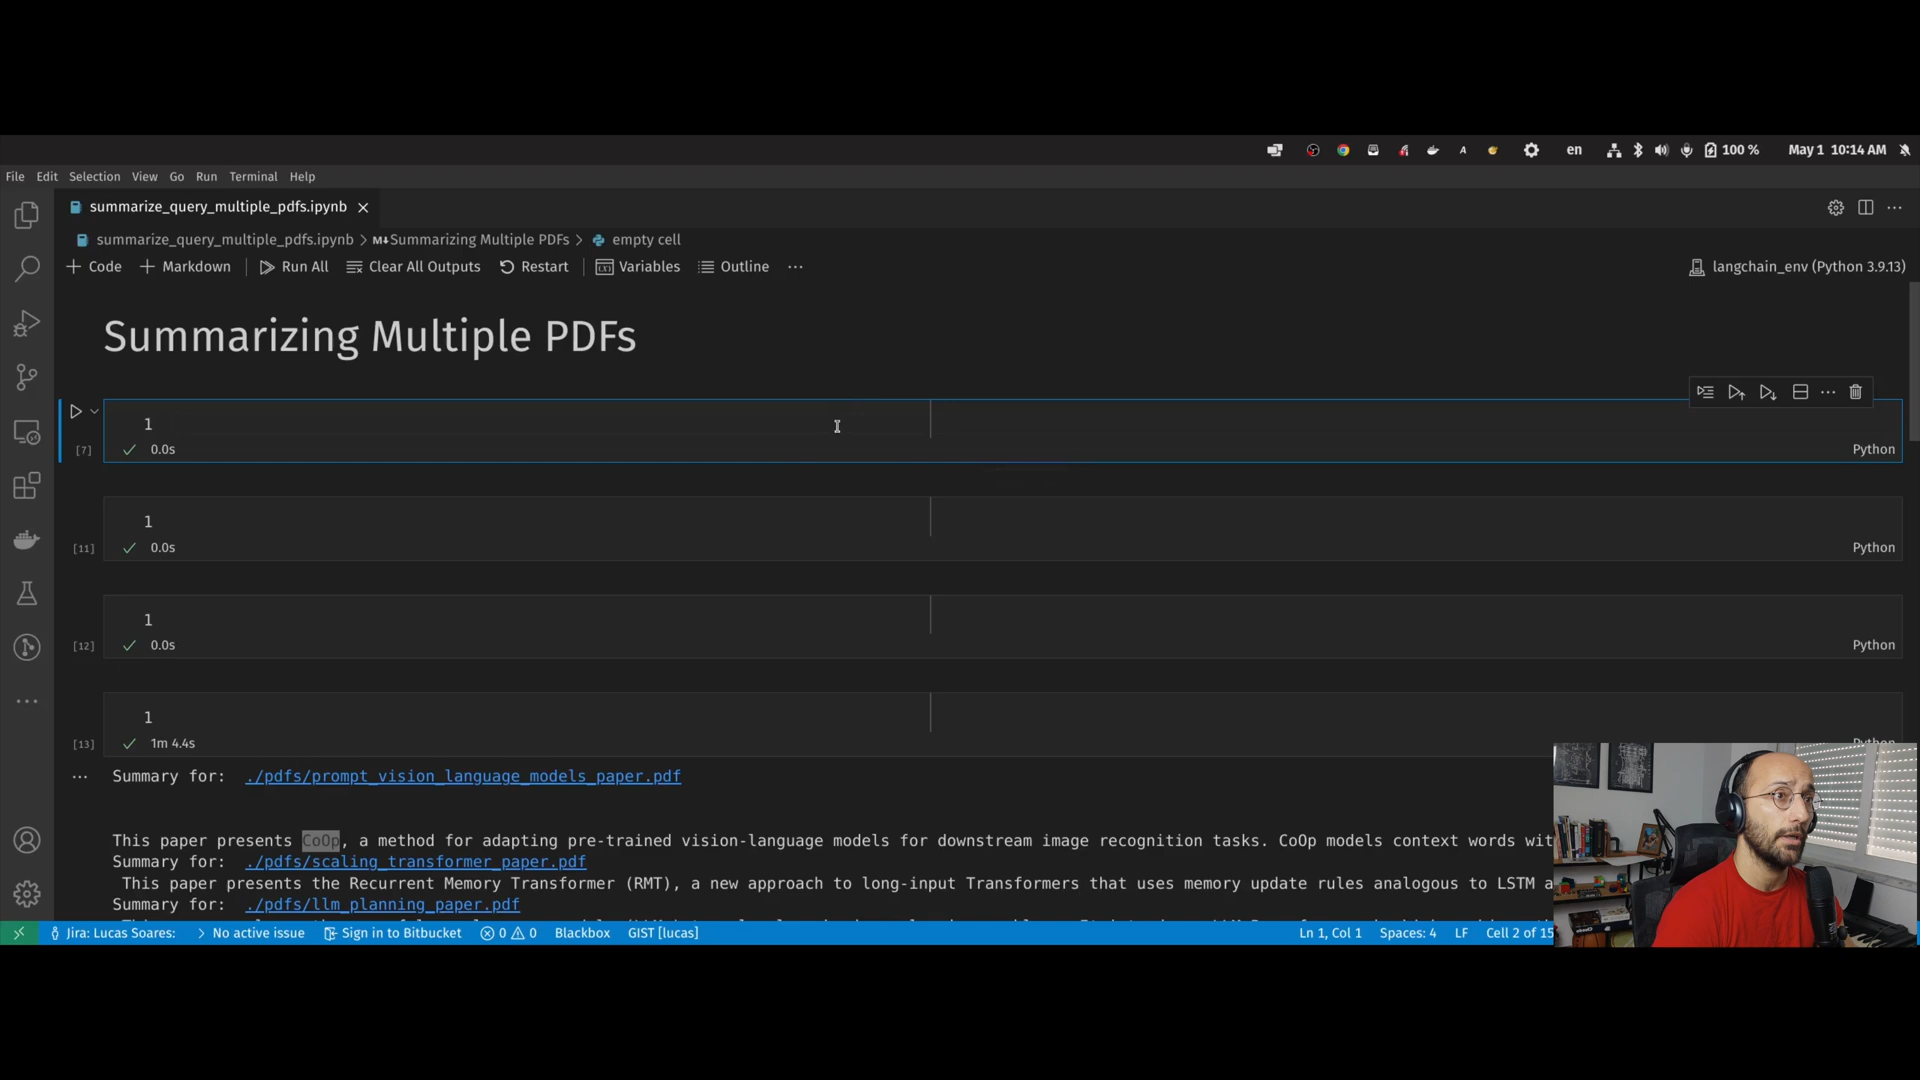 en 100 % May 1 10:14 AM
File Edit Selection View Go Run Terminal Help
summarize_query_multiple_pdfs.ipynb
summarize_query_multiple_pdfs.ipynb > M↓Summarizing Multiple PDFs > empty cell
+ Code + Markdown Run All Clear All Outputs Restart Variables Outline ... langchain_env (Python 3.9.13)
Summarizing Multiple PDFs
1
[7] 0.0s Python
1
[11] 0.0s Python
1
[12] 0.0s Python
1
[13] 1m 4.4s Python
... Summary for: ./pdfs/prompt_vision_language_models_paper.pdf
This paper presents CoOp, a method for adapting pre-trained vision-language models for downstream image recognition tasks. CoOp models context words wit
Summary for: ./pdfs/scaling_transformer_paper.pdf
This paper presents the Recurrent Memory Transformer (RMT), a new approach to long-input Transformers that uses memory update rules analogous to LSTM a
Summary for: ./pdfs/llm_planning_paper.pdf
Jira: Lucas Soares: > No active issue Sign in to Bitbucket 0 0 Blackbox GIST [lucas] Ln 1, Col 1 Spaces: 4 LF Cell 2 of 15